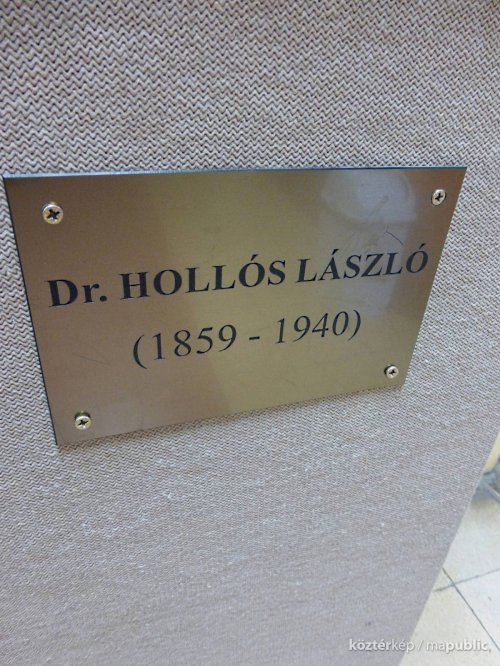 Dr. HOLLÓS LÁSZLÓ
(1859 - 1940)
köztérkép / mapublic.